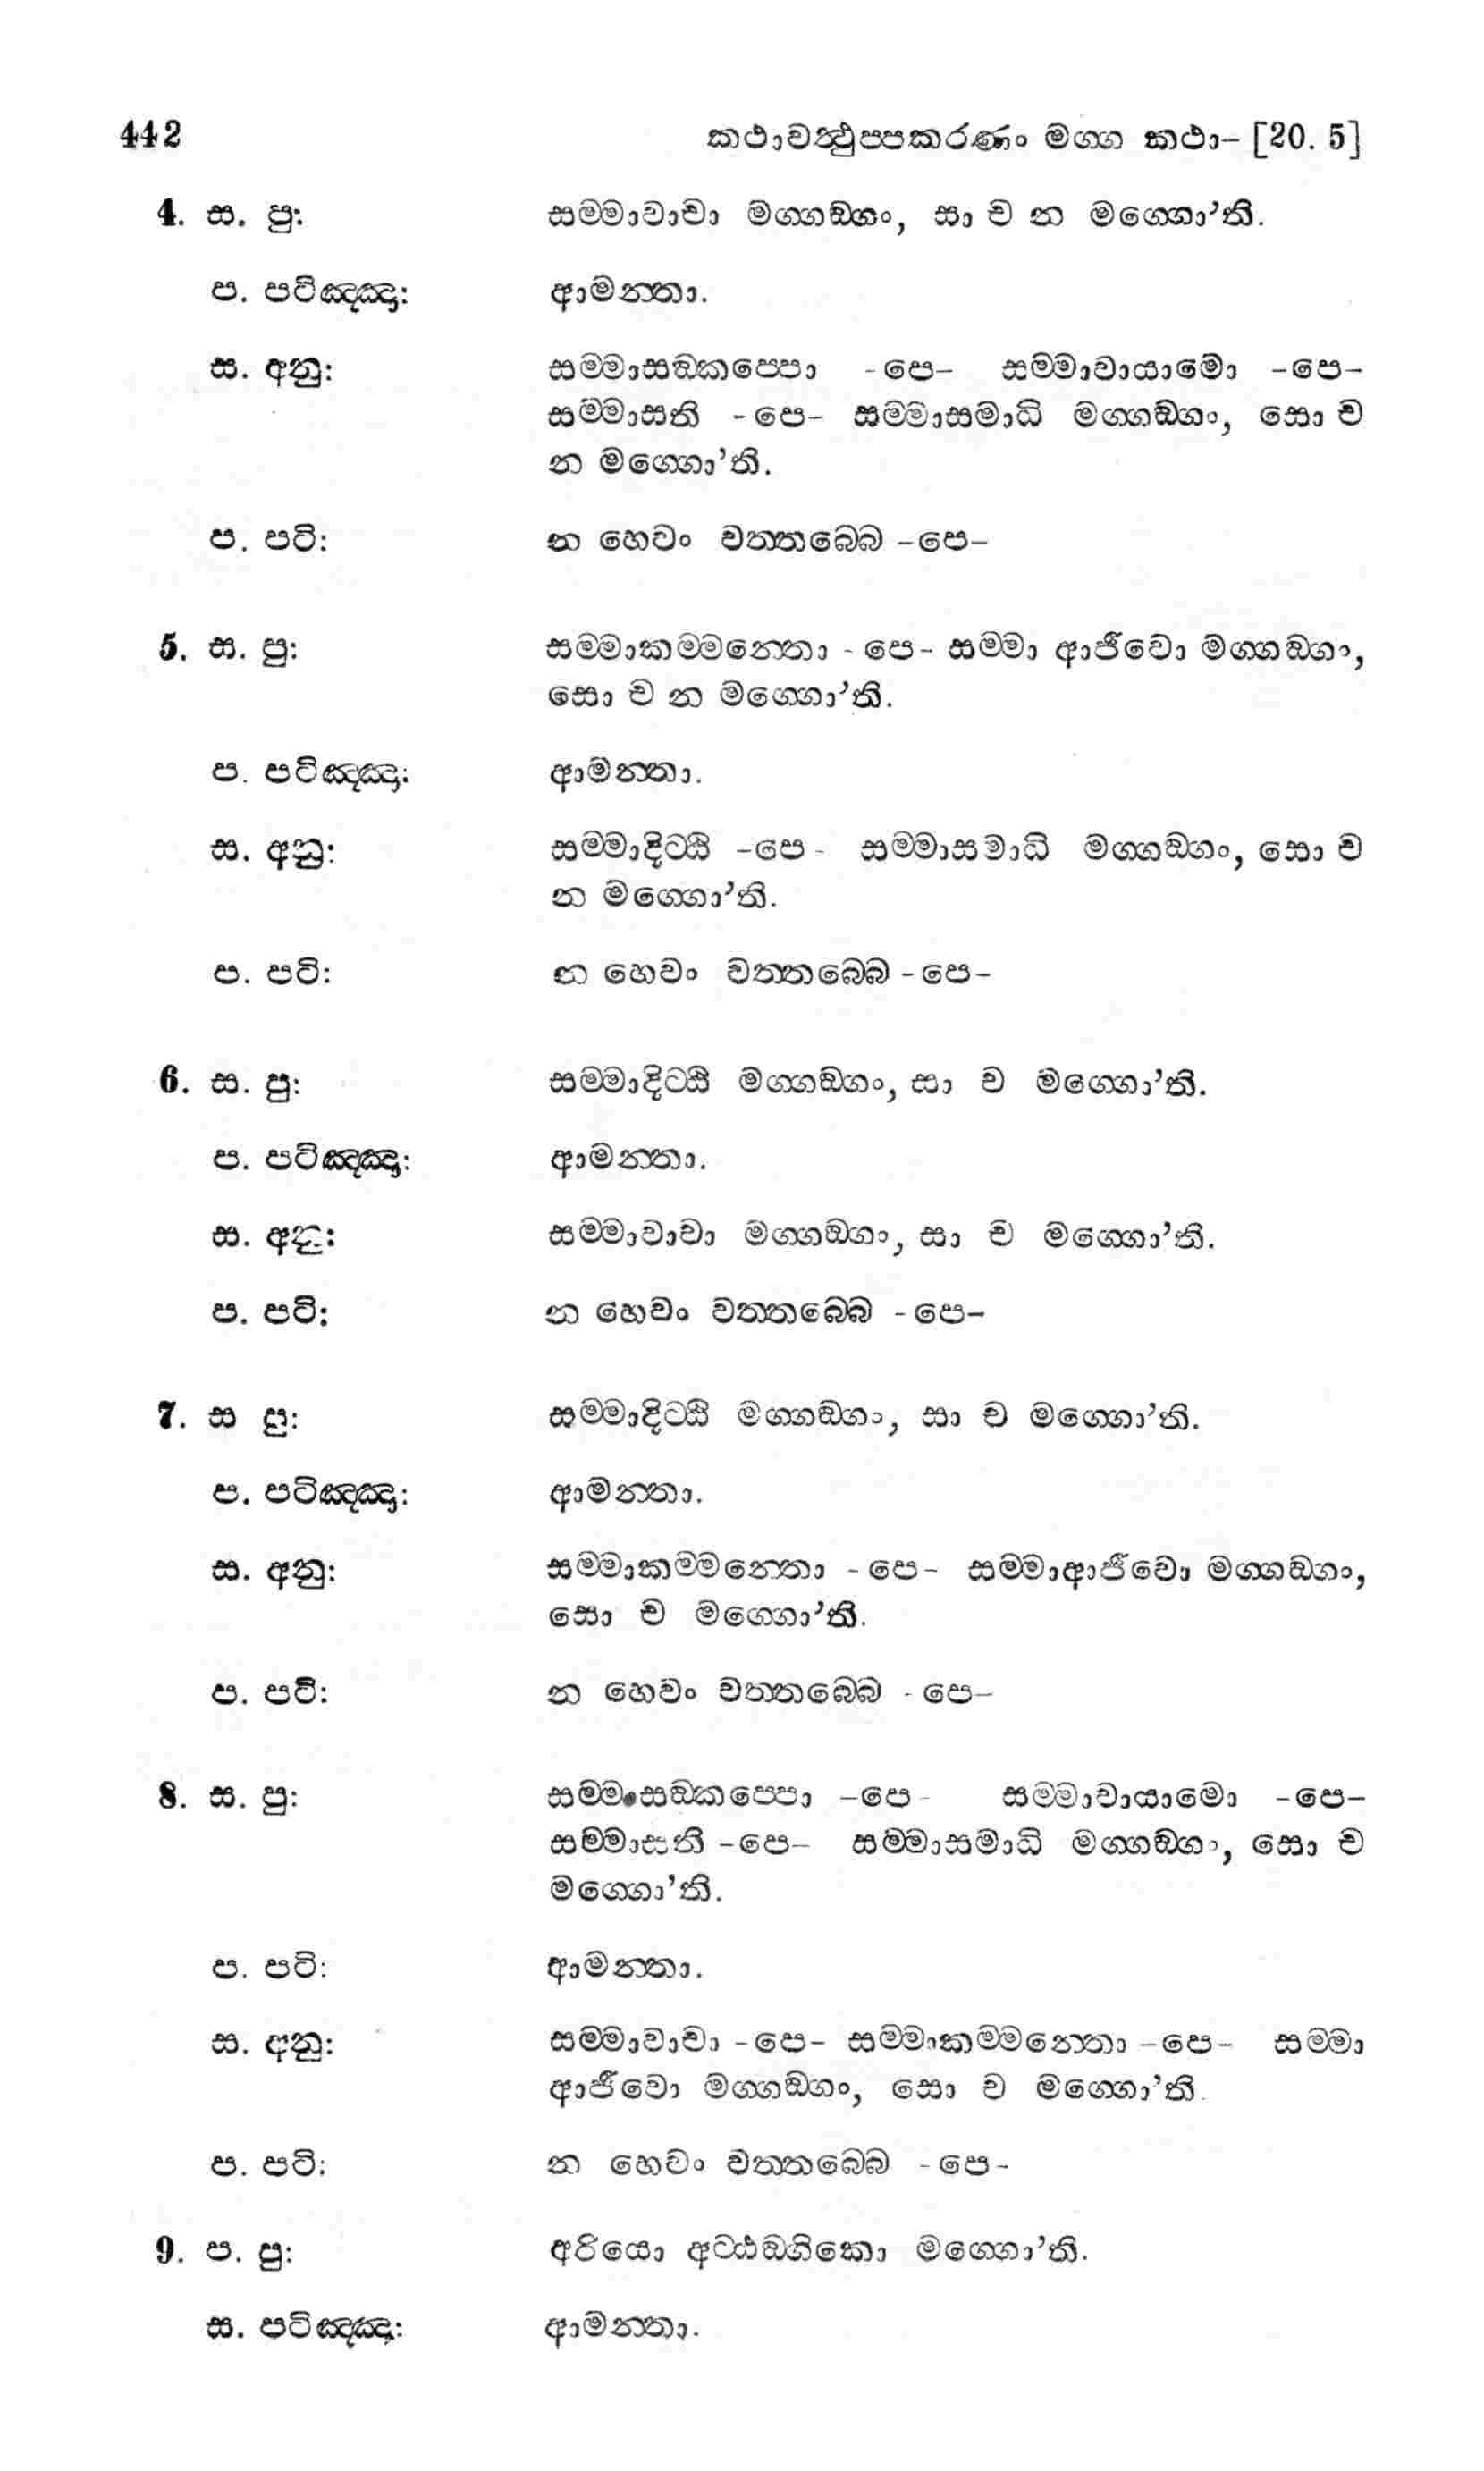 442 කථාවත්‍ථුප්පකරණං මග්ග කථා– [20. 5]
4. ස. පු: සම්මාවාචා මග්ගඞ්ගං, සා ච න මග්ගො’ති.
ප. පටිඤ්ඤා: ආමන්තා.
ස. අනු: සම්මාසඞ්කප්පො -පෙ– සම්මාවායාමො –පෙ–
සම්මාසති -පෙ– සම්මාසමාධි මග්ගඞ්ගං, සො ච
න මග්ගො’ති.
ප. පටි: න හෙවං වත්තබ්බෙ –පෙ–
5. ස. පු: සම්මාකම්මන්තො -පෙ- සම්මා ආජීවො මග්ගඞ්ගං,
සො ච න මග්ගො’ති.
ප. පටිඤ්ඤා: ආමන්තා.
ස. අනු: සම්මාදිට්ඨි –පෙ- සම්මාසමාධි මග්ගඞ්ගං, සො ච
න මග්ගො’ති.
ප. පටි: න හෙවං වත්තබ්බෙ -පෙ–
6. ස. පු: සම්මාදිට්ඨි මග්ගඞ්ගං, සා ච මග්ගො’ති.
ප. පටිඤ්ඤා: ආමන්තා.
ස. අනු: සම්මාවාචා මග්ගඞ්ගං, සා ච මග්ගො’ති.
ප. පටි: න හෙවං වත්තබ්බෙ -පෙ–
7. ස පු: සම්මාදිට්ඨි මග්ගඞ්ගං, සා ච මග්ගො’ති.
ප. පටිඤ්ඤා: ආමන්තා.
ස. අනු: සම්මාකම්මන්තො -පෙ- සම්මාආජීවො මග්ගඞ්ගං,
සො ච මග්ගො’ති.
ප. පටි: න හෙවං වත්තබ්බෙ -පෙ–
8. ස. පු: සම්මාසඞ්කප්පො –පෙ- සම්මාවායාමො -පෙ–
සම්මාසති -පෙ– සම්මාසමාධි මග්ගඞ්ගං, සො ච
මග්ගො’ති.
ප. පටි: ආමන්තා.
ස. අනු: සම්මාවාචා -පෙ- සම්මාකම්මන්තො –පෙ- සම්මා
ආජීවො මග්ගඞ්ගං, සො ච මග්ගො’ති.
ප. පටි: න හෙවං වත්තබ්බෙ -පෙ-
9. ප. පු: අරියො අට්ඨඞ්ගිකො මග්ගො’ති.
ස. පටිඤ්ඤා: ආමන්තා.